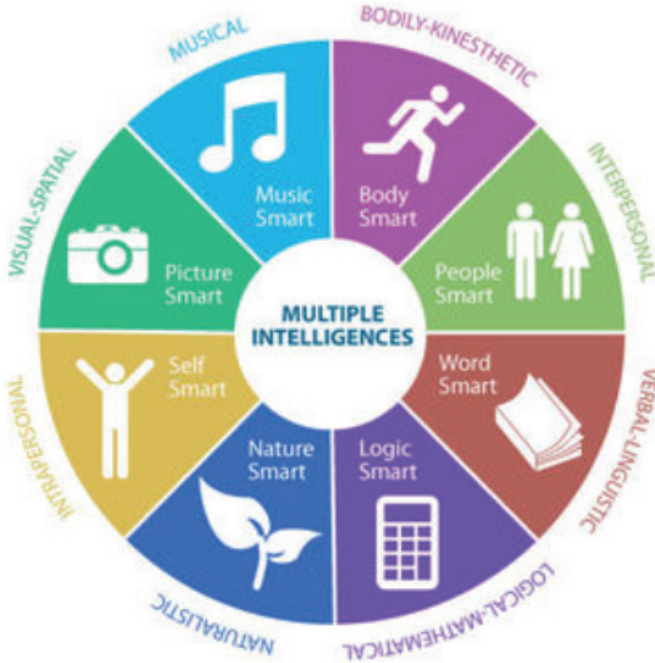 MUSICAL
BODILY-KINESTHETIC
INTERPERSONAL
VERBAL-LINGUISTIC
LOGICAL-MATHEMATICAL
NATURALISTIC
INTRAPERSONAL
VISUAL-SPATIAL
Music
Smart
Body
Smart
People
Smart
Word
Smart
Logic
Smart
Nature
Smart
Self
Smart
Picture
Smart
MULTIPLE
INTELLIGENCES